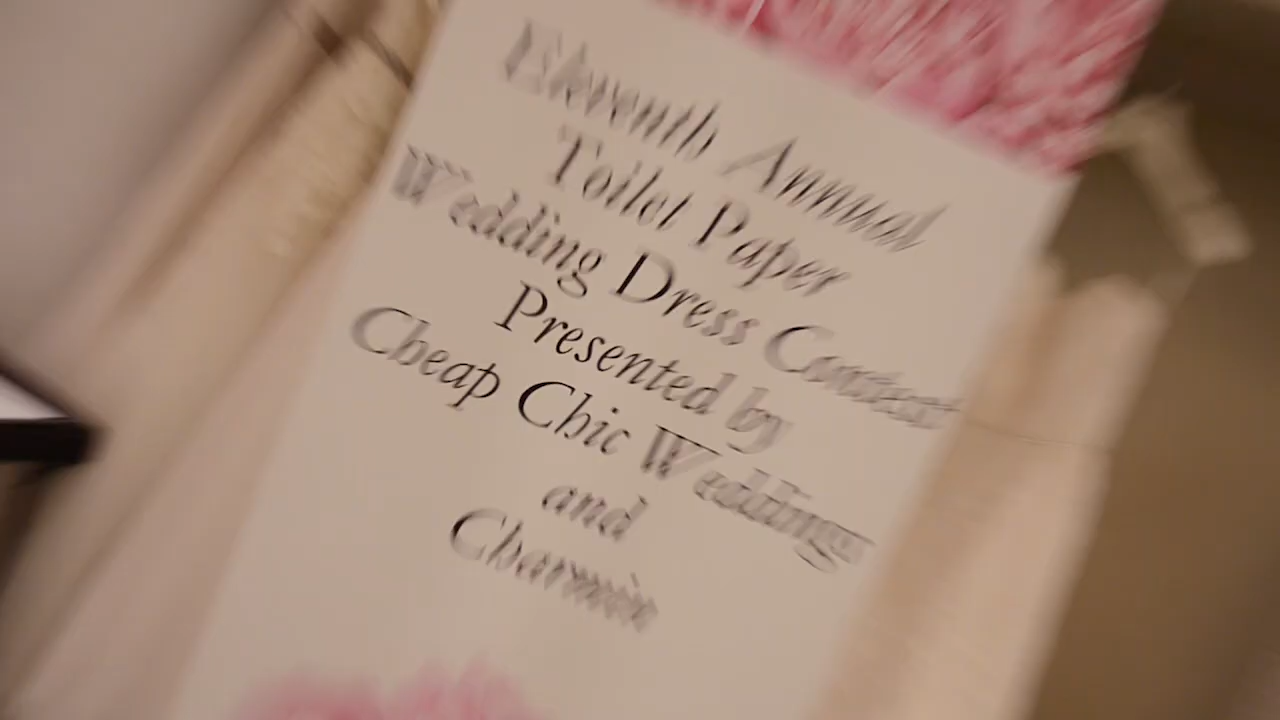 Eleventh Annual
Toilet Paper
Wedding Dress Contest
Presented by
Cheap Chic Weddings
and
Charmin